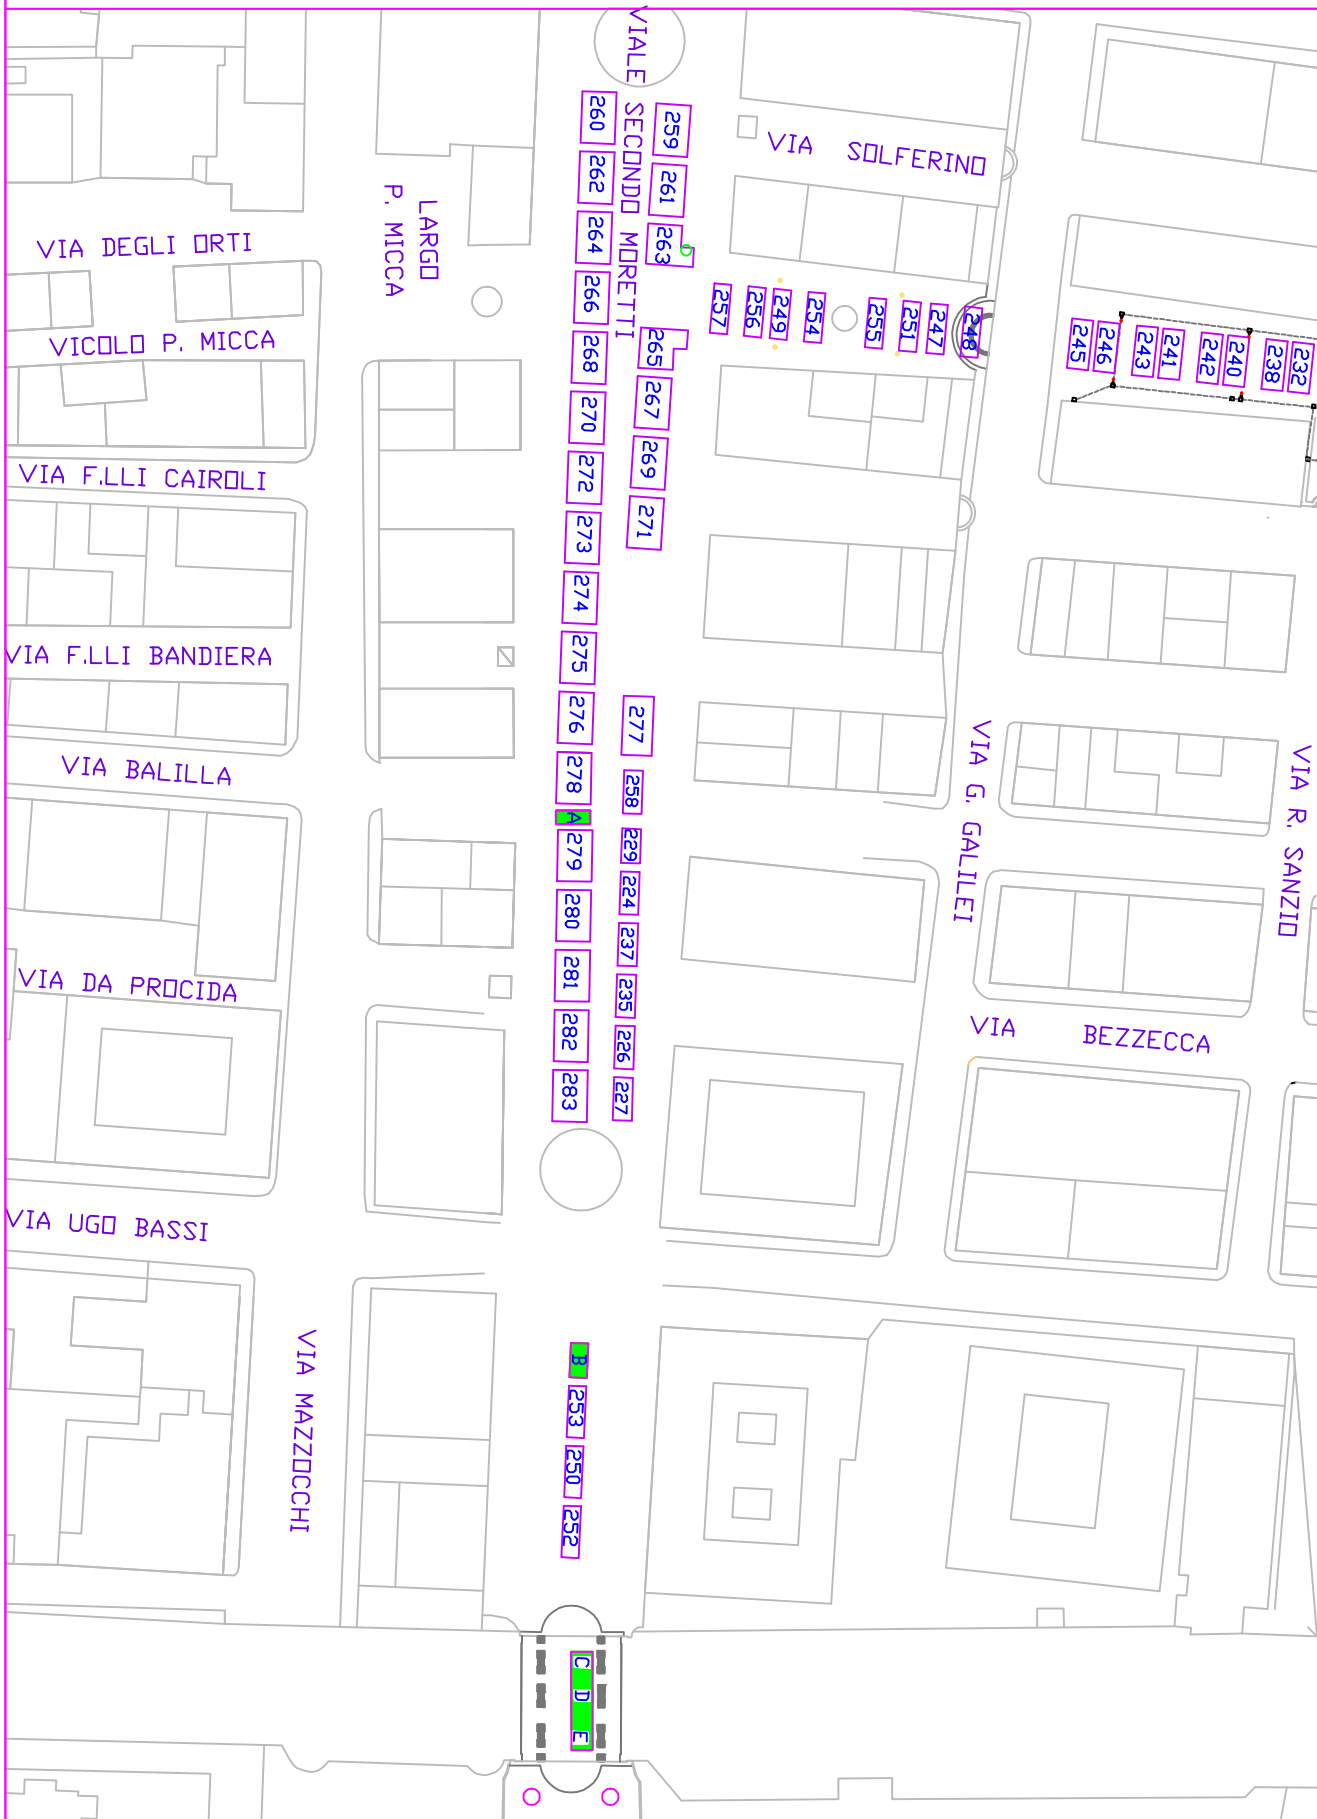 VIALE SECONDO MORETTI
VIA SOLFERINO
LARGO
P. MICCA
VIA DEGLI ORTI
VICOLO P. MICCA
VIA F.LLI CAIROLI
VIA F.LLI BANDIERA
VIA BALILLA
VIA DA PROCIDA
VIA UGO BASSI
VIA MAZZOCCHI
VIA G. GALILEI
VIA R. SANZIO
VIA BEZZECCA
260
262
264
266
268
270
272
273
274
275
276
278
A
279
280
281
282
283
259
261
263
265
267
269
271
277
258
229
224
237
235
226
227
257
256
249
254
255
251
247
248
245
246
243
241
242
240
238
232
B
253
250
252
C
D
E